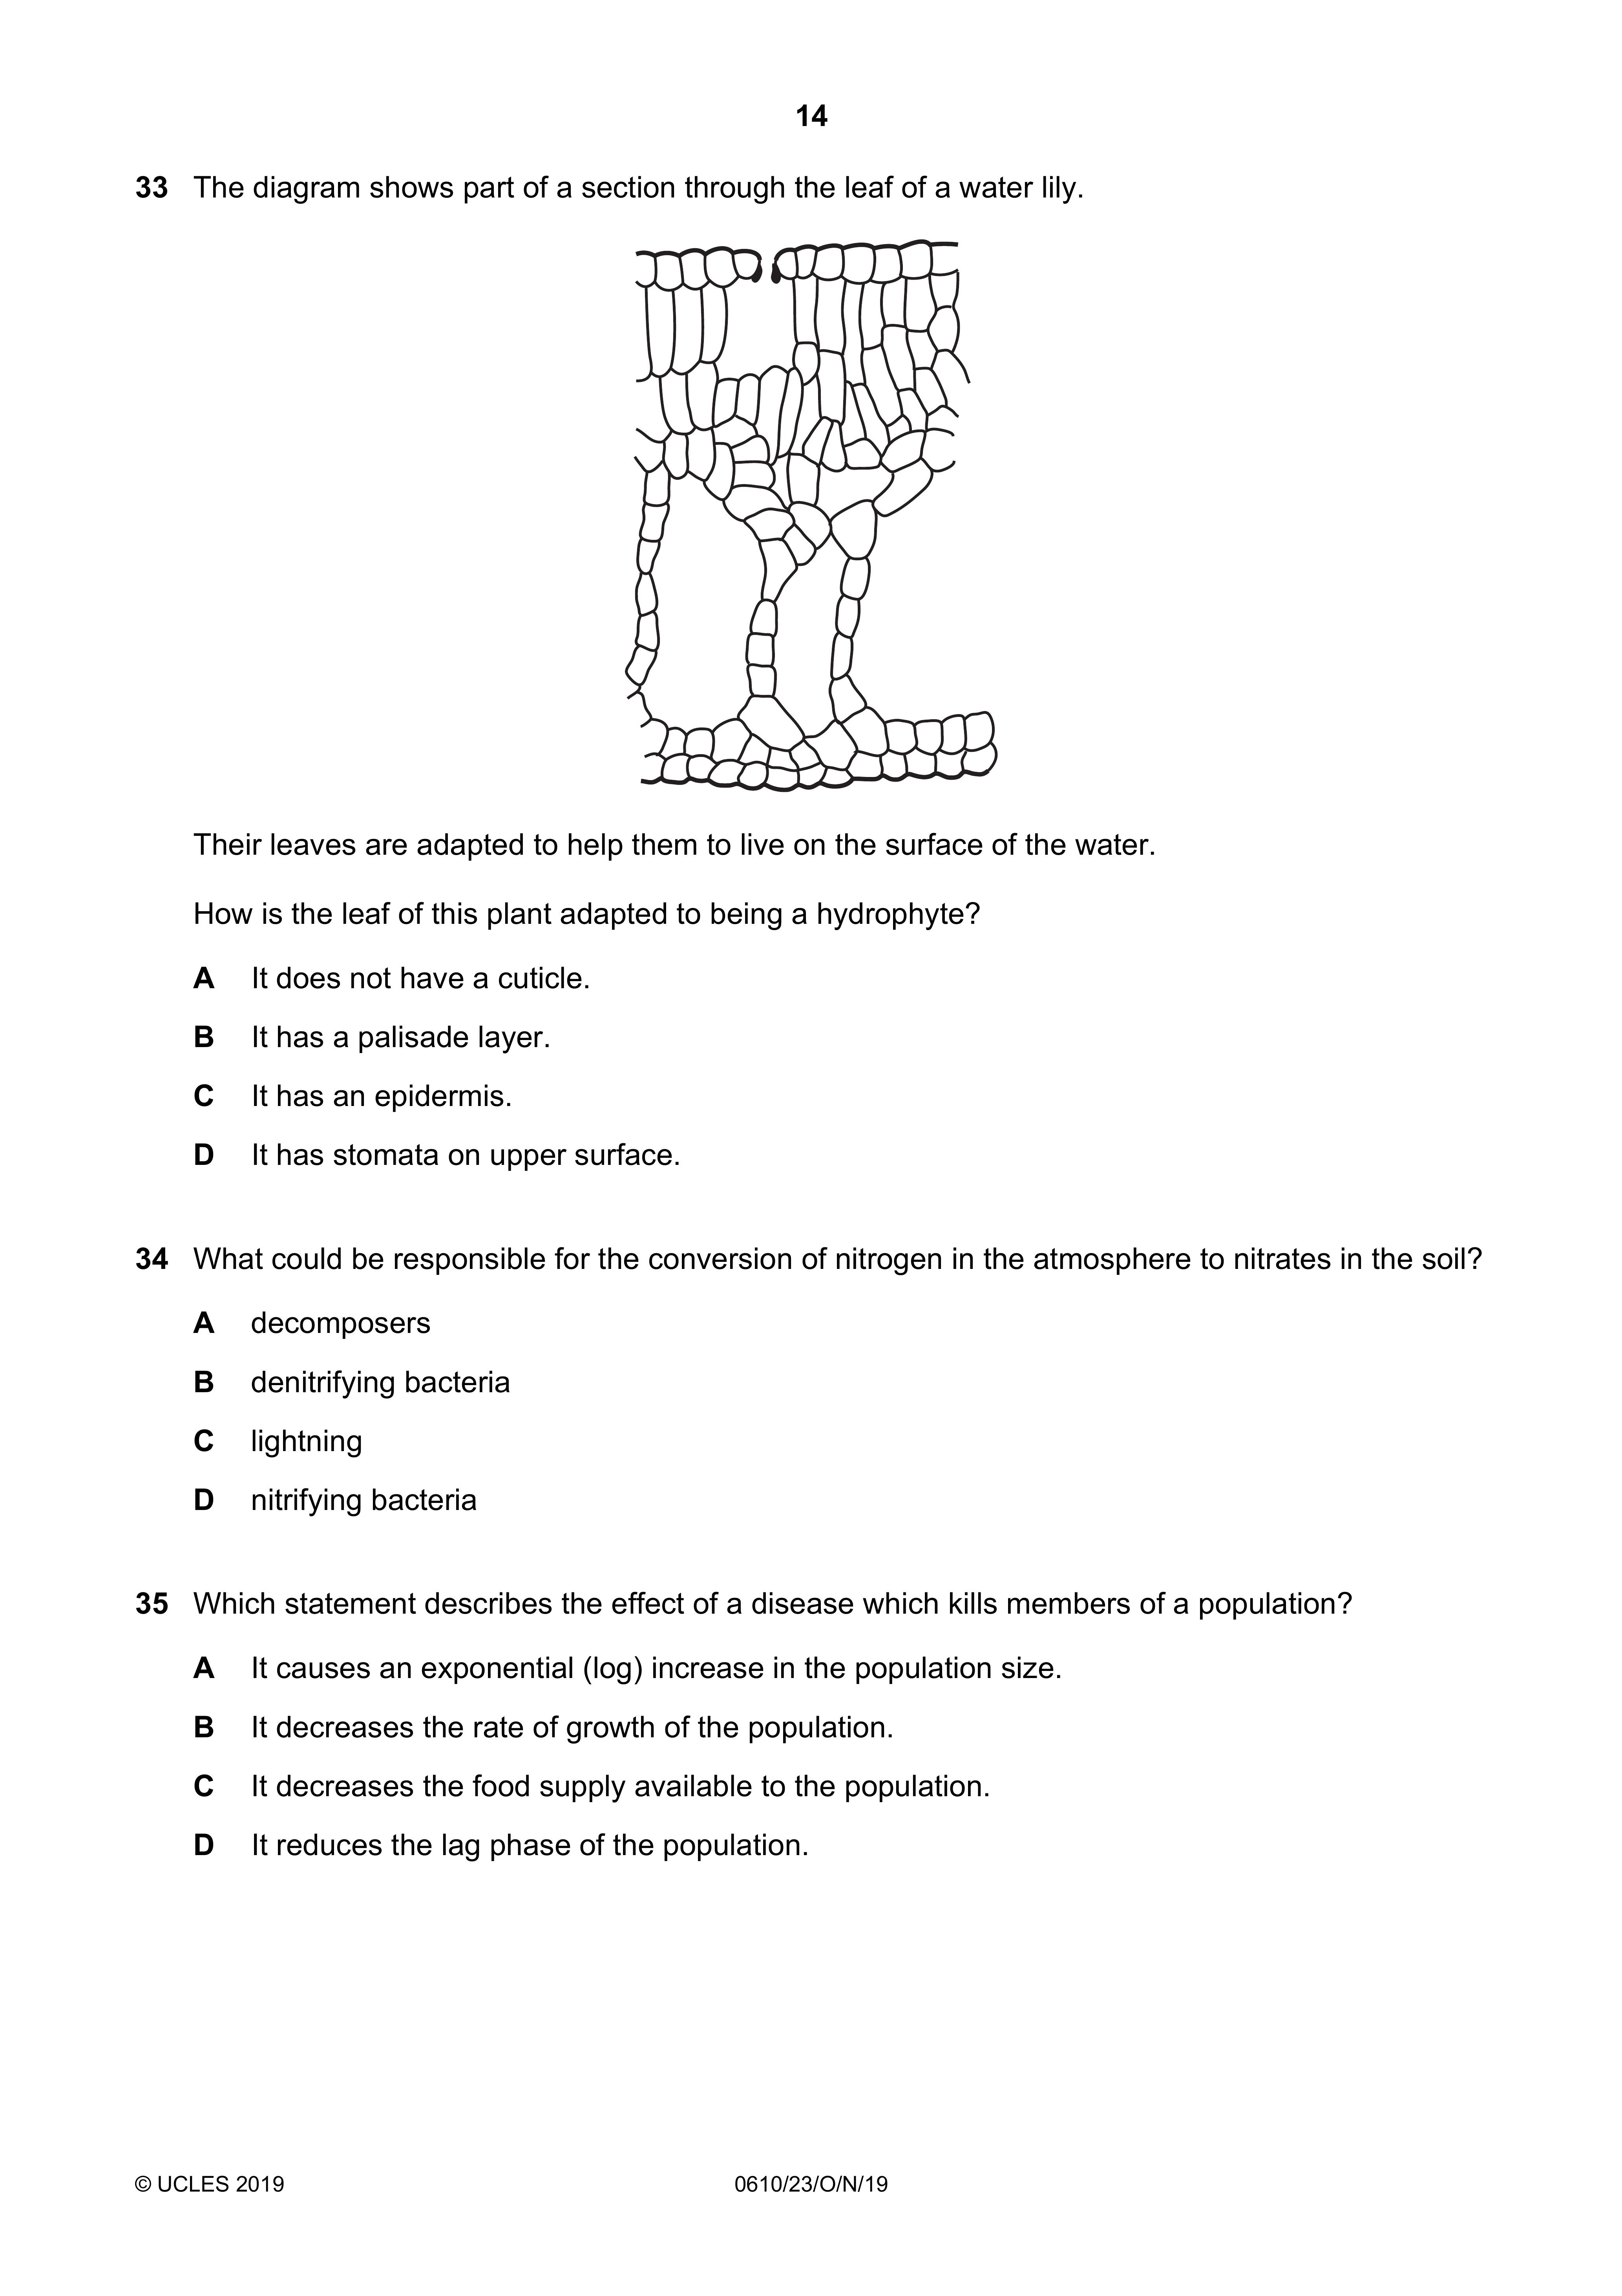 14
33 The diagram shows part of a section through the leaf of a water lily.
Their leaves are adapted to help them to live on the surface of the water.
How is the leaf of this plant adapted to being a hydrophyte?
A It does not have a cuticle.
B It has a palisade layer.
C It has an epidermis.
D It has stomata on upper surface.
34 What could be responsible for the conversion of nitrogen in the atmosphere to nitrates in the soil?
A decomposers
B denitrifying bacteria
C lightning
D nitrifying bacteria
35 Which statement describes the effect of a disease which kills members of a population?
A It causes an exponential (log) increase in the population size.
B It decreases the rate of growth of the population.
C It decreases the food supply available to the population.
D It reduces the lag phase of the population.
© UCLES 2019 0610/23/O/N/19